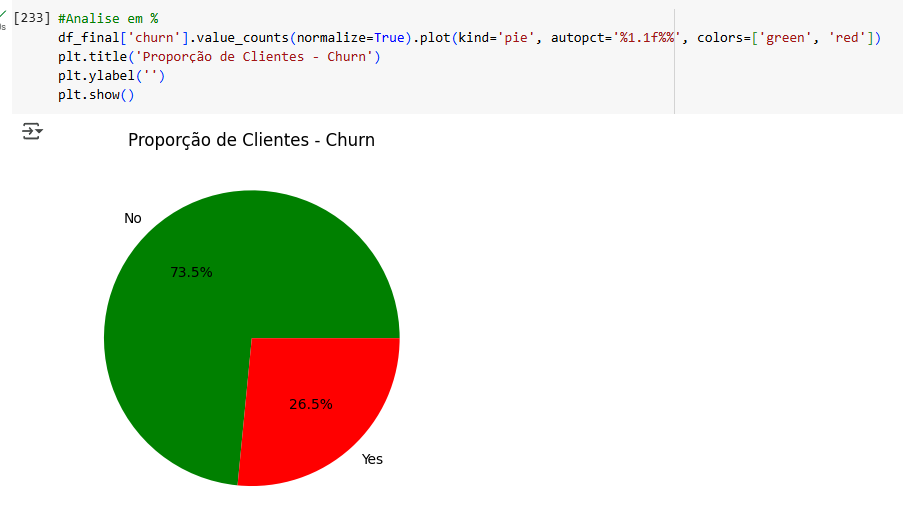 [233] #Analise em %
df_final['churn'].value_counts(normalize=True).plot(kind='pie', autopct='%1.1f%%', colors=['green', 'red'])
plt.title('Proporção de Clientes - Churn')
plt.ylabel('')
plt.show()
Proporção de Clientes - Churn
No
73.5%
26.5%
Yes